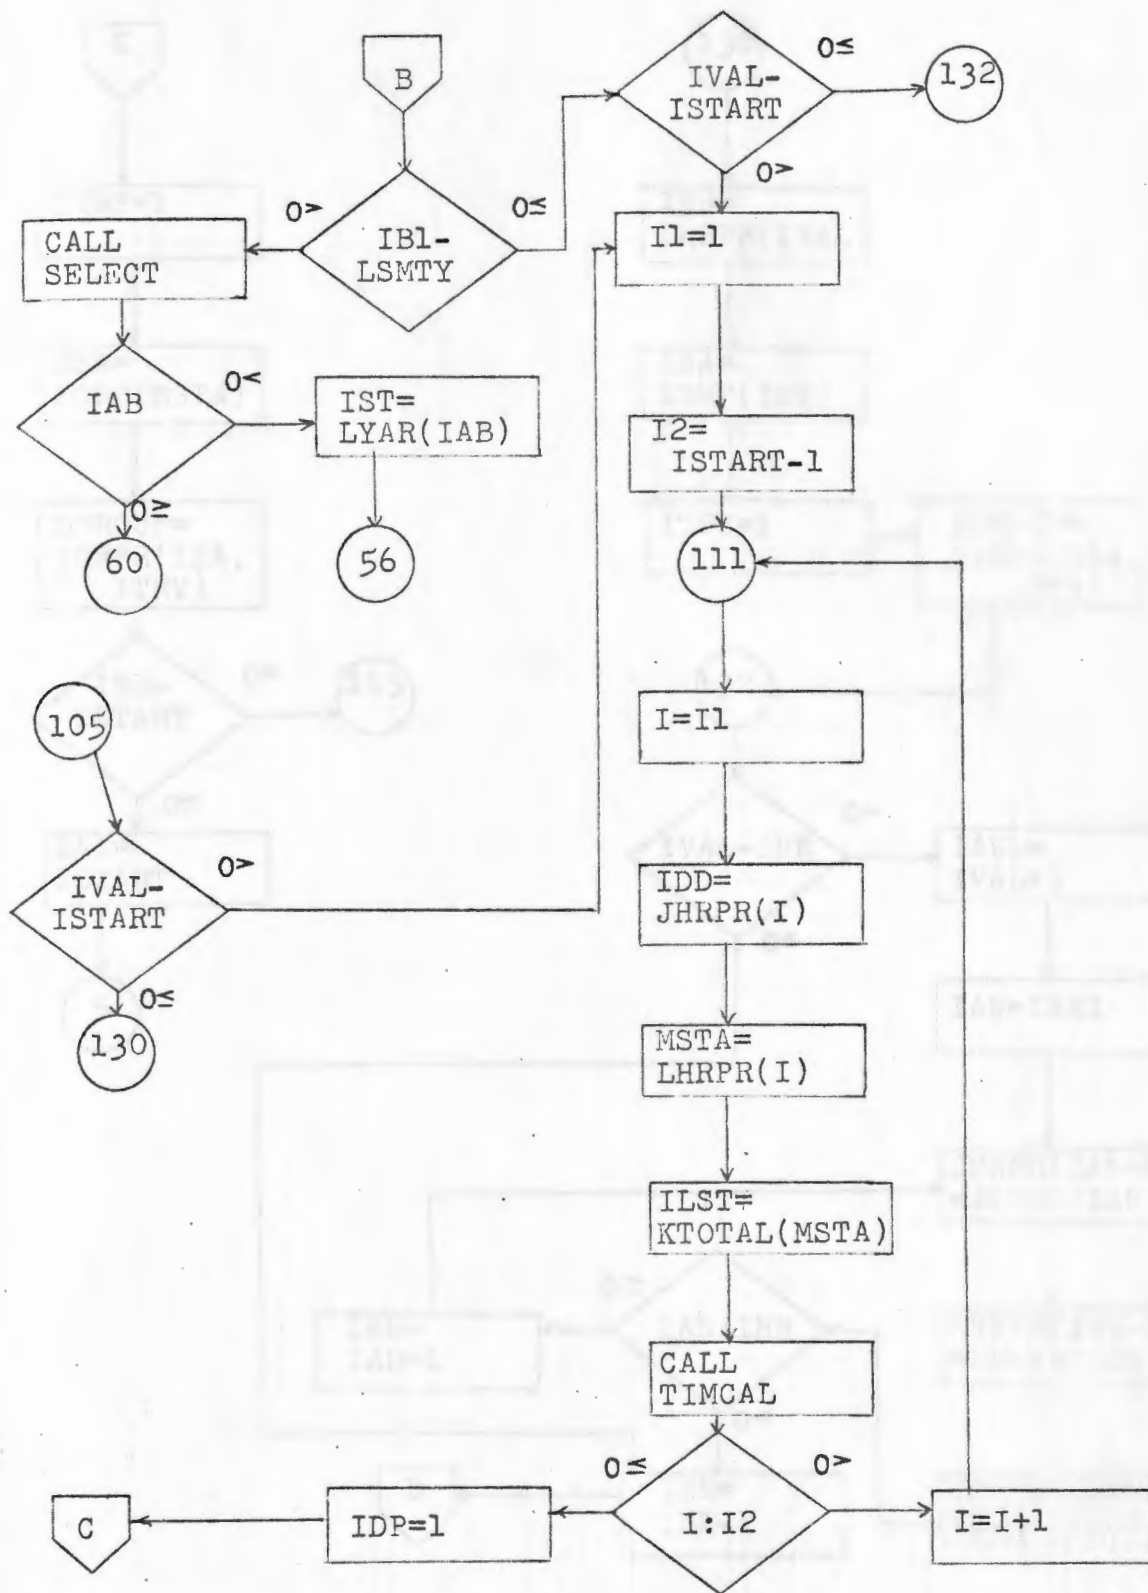 B
IVAL-
ISTART
0≤
132
0>
IB1-
LSMTY
0>
0≤
CALL
SELECT
I1=1
IAB
0<
0≥
IST=
LYAR(IAB)
I2=
ISTART-1
60
56
111
105
I=I1
IVAL-
ISTART
0>
0≤
130
IDD=
JHRPR(I)
MSTA=
LHRPR(I)
ILST=
KTOTAL(MSTA)
CALL
TIMCAL
0≤
0>
I:I2
I=I+1
IDP=1
C